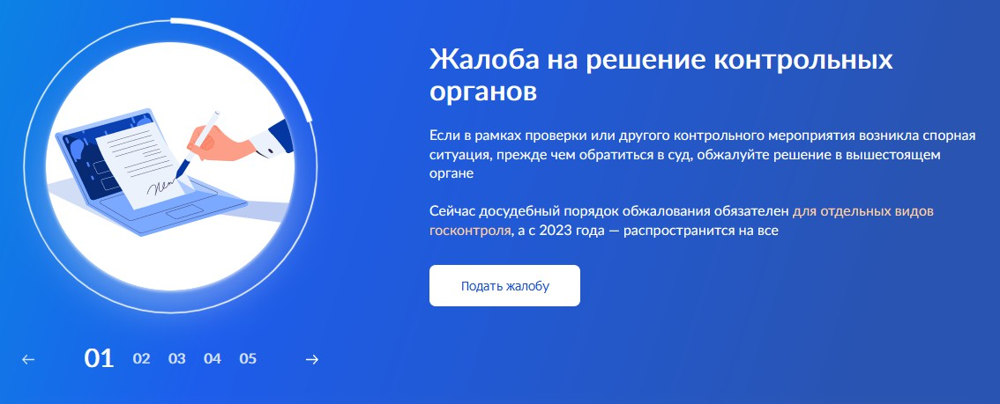 Жалоба на решение контрольных
органов
Если в рамках проверки или другого контрольного мероприятия возникла спорная
ситуация, прежде чем обратиться в суд, обжалуйте решение в вышестоящем
органе
Сейчас досудебный порядок обжалования обязателен для отдельных видов
госконтроля, а с 2023 года — распространится на все
Подать жалобу
01 02 03 04 05